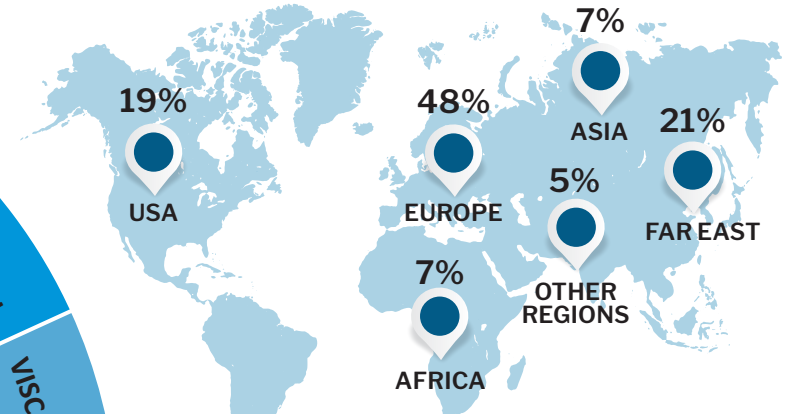 7%
ASIA
19%
USA
48%
EUROPE
21%
FAR EAST
5%
OTHER
REGIONS
7%
AFRICA
VISC